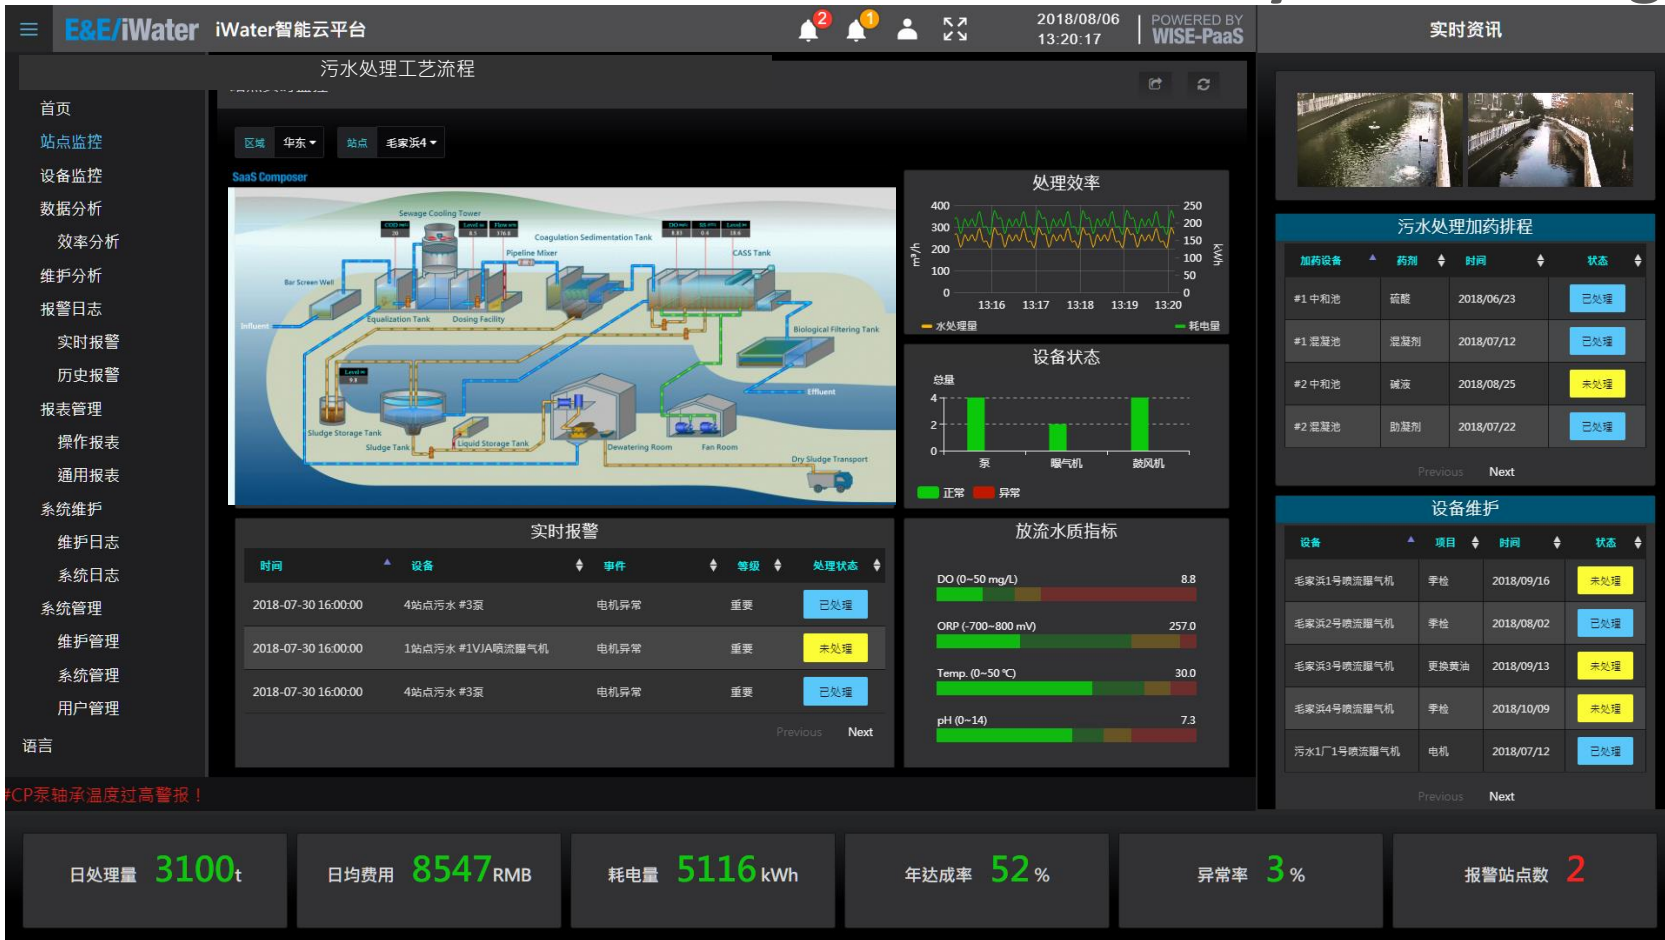 E&E/iWater iWater智能云平台
2 1
2018/08/06
13:20:17
POWERED BY
WISE-PaaS
实时资讯
污水处理工艺流程
首页
站点监控
设备监控
数据分析
效率分析
维护分析
报警日志
实时报警
历史报警
报表管理
操作报表
通用报表
系统维护
维护日志
系统日志
系统管理
维护管理
系统管理
用户管理
语言
区域 华东 站点 毛家浜4
SaaS Composer
Sewage Cooling Tower
Coagulation Sedimentation Tank
Pipeline Mixer
CASS Tank
Bar Screen Well
Equalization Tank
Dosing Facility
Influent
Biological Filtering Tank
Effluent
Sludge Storage Tank
Sludge Tank
Liquid Storage Tank
Dewatering Room
Fan Room
Dry Sludge Transport
处理效率
400 250
300 200
200 150
100 100
50
0 0
m³/h
kWh
13:16 13:17 13:18 13:19 13:20
水处理量 耗电量
设备状态
总量
4
2
0
泵 曝气机 鼓风机
正常 异常
实时报警
时间 设备 事件 等级 处理状态
2018-07-30 16:00:00 4站点污水 #3泵 电机异常 重要 已处理
2018-07-30 16:00:00 1站点污水 #1VJA喷流曝气机 电机异常 重要 未处理
2018-07-30 16:00:00 4站点污水 #3泵 电机异常 重要 已处理
Previous Next
放流水质指标
DO (0~50 mg/L) 8.8
ORP (-700~800 mV) 257.0
Temp. (0~50 ℃) 30.0
pH (0~14) 7.3
污水处理加药排程
加药设备 药剂 时间 状态
#1 中和池 硫酸 2018/06/23 已处理
#1 混凝池 混凝剂 2018/07/12 已处理
#2 中和池 碱液 2018/08/25 未处理
#2 混凝池 助凝剂 2018/07/22 已处理
Previous Next
设备维护
设备 项目 时间 状态
毛家浜1号喷流曝气机 季检 2018/09/16 未处理
毛家浜2号喷流曝气机 季检 2018/08/02 已处理
毛家浜3号喷流曝气机 更换黄油 2018/09/13 未处理
毛家浜4号喷流曝气机 季检 2018/10/09 未处理
污水1厂1号喷流曝气机 电机 2018/07/12 已处理
Previous Next
#CP泵轴承温度过高警报！
日处理量 3100t
日均费用 8547RMB
耗电量 5116 kWh
年达成率 52 %
异常率 3 %
报警站点数 2